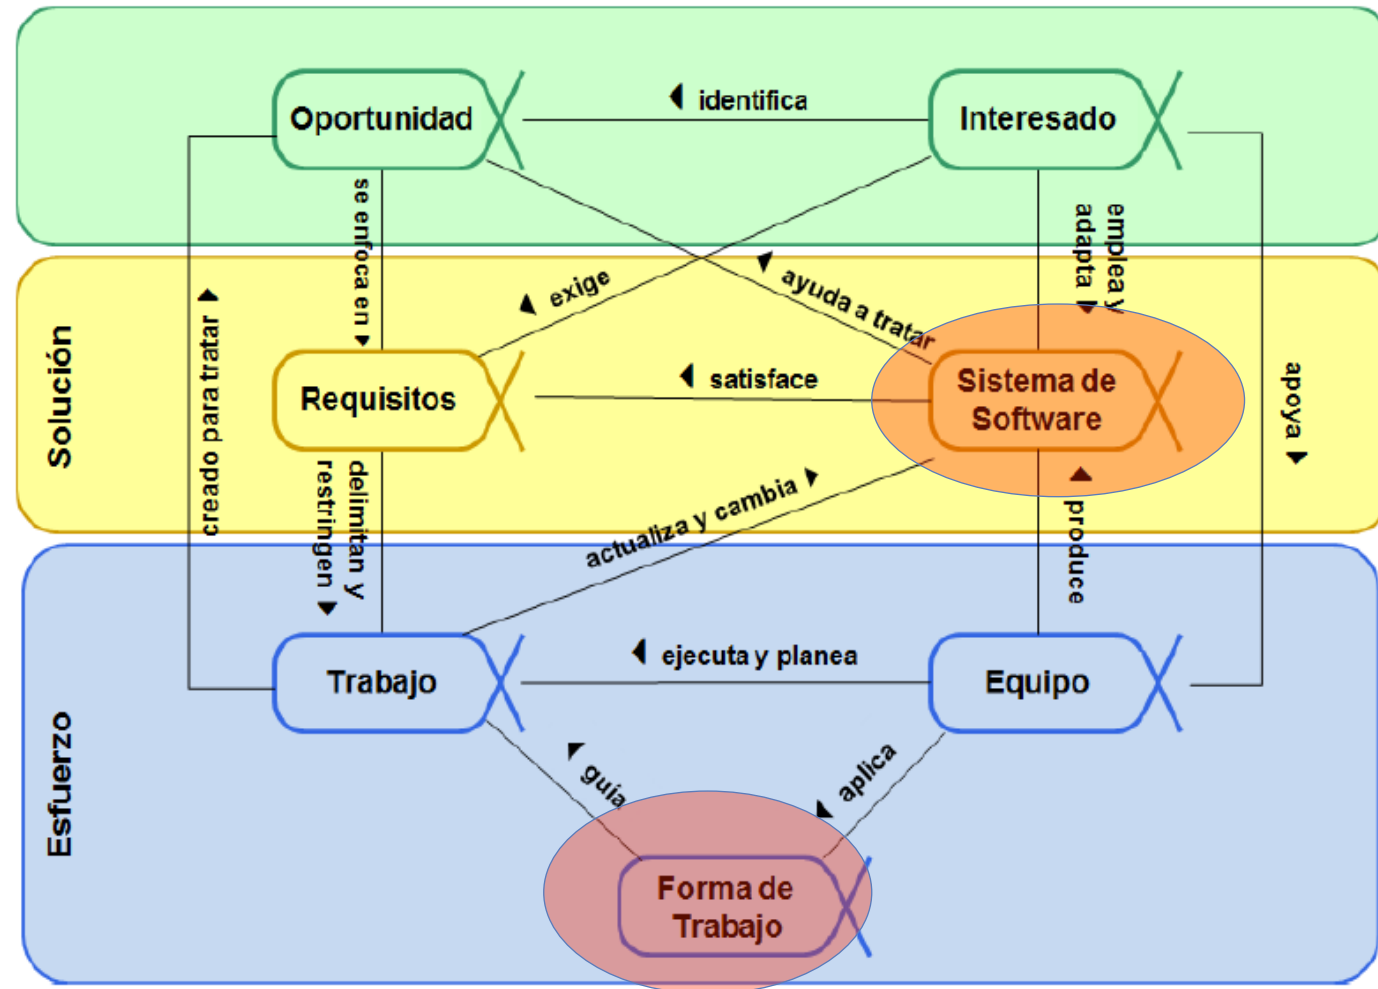 Oportunidad
identifica
Interesado
se enfoca en
emplea y
adapta
exige
ayuda a tratar
Solución
creado para tratar
Requisitos
satisface
Sistema de
Software
apoya
delimitan y
restringen
actualiza y cambia
produce
Esfuerzo
Trabajo
ejecuta y planea
Equipo
guía
aplica
Forma de
Trabajo